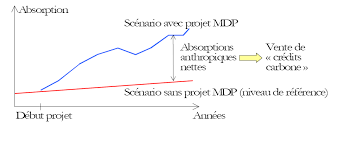 Absorption
Scénario avec projet MDP
Absorptions
anthropiques
nettes
Vente de
« crédits
carbone »
Scénario sans projet MDP (niveau de référence)
Début projet
Années